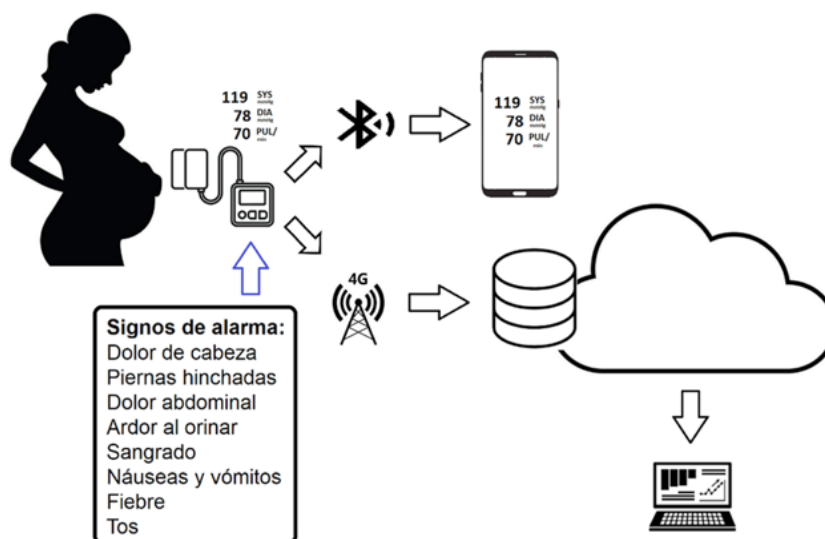 119 SYS mmHg
78 DIA mmHg
70 PUL/ min
119 SYS mmHg
78 DIA mmHg
70 PUL/ min
4G
Signos de alarma:
Dolor de cabeza
Piernas hinchadas
Dolor abdominal
Ardor al orinar
Sangrado
Náuseas y vómitos
Fiebre
Tos